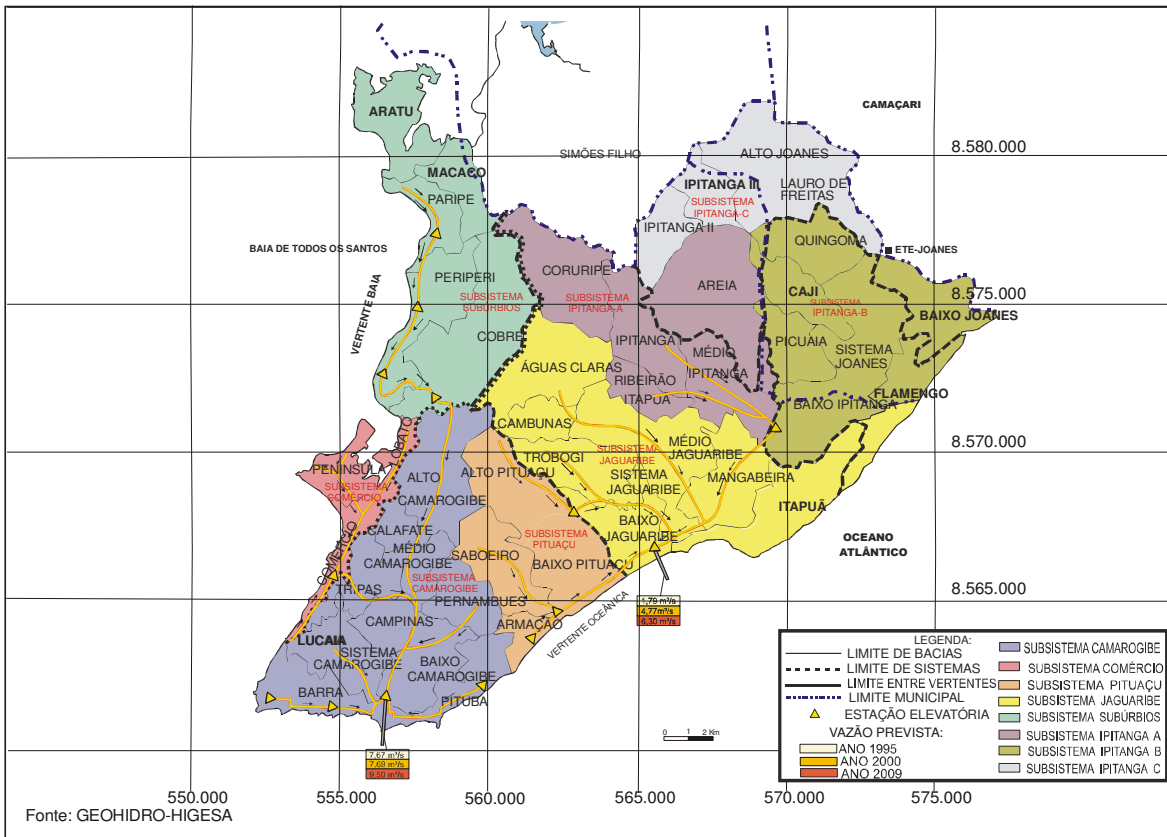 CAMAÇARI
ARATU
SIMÕES FILHO
ALTO JOANES
8.580.000
MACACO
IPITANGA III
LAURO DE
FREITAS
PARIPE
SUBSISTEMA
IPITANGA-C
IPITANGA II
BAIA DE TODOS OS SANTOS
QUINGOMA
ETE-JOANES
PERIPERI
CORURIPE
AREIA
SUBSISTEMA
SUBÚRBIOS
SUBSISTEMA
IPITANGA-A
CAJI
SUBSISTEMA
IPITANGA-B
8.575.000
BAIXO JOANES
VERTENTE BAIA
COBRE
IPITANGA I
MÉDIO
IPITANGA
PICUAIA
SISTEMA
JOANES
ÁGUAS CLARAS
RIBEIRÃO
ITAPUÃ
FLAMENGO
BAIXO IPITANGA
CAMBUNAS
LOBATO
MÉDIO
JAGUARIBE
8.570.000
TROBOGI
SUBSISTEMA
JAGUARIBE
SISTEMA
JAGUARIBE
MANGABEIRA
PENÍNSULA
SUBSISTEMA
COMÉRCIO
ALTO
CAMAROGIBE
ALTO PITUAÇU
ITAPUÃ
BAIXO
JAGUARIBE
CALAFATE
SUBSISTEMA
PITUAÇU
OCEANO
ATLÂNTICO
MÉDIO
CAMAROGIBE
SABOEIRO
BAIXO PITUAÇU
COMÉRCIO
SUBSISTEMA
CAMAROGIBE
TRIPAS
PERNAMBUES
8.565.000
1,79 m³/s
4,77m³/s
6,30 m³/s
CAMPINAS
ARMAÇÃO
VERTENTE OCEÂNICA
LUCAIA
SISTEMA
CAMAROGIBE
BAIXO
CAMAROGIBE
BARRA
PITUBA
7,67 m³/s
7,69 m³/s
9,50 m³/s
0 1 2 Km
LEGENDA:
LIMITE DE BACIAS
LIMITE DE SISTEMAS
LIMITE ENTRE VERTENTES
LIMITE MUNICIPAL
ESTAÇÃO ELEVATÓRIA
VAZÃO PREVISTA:
ANO 1995
ANO 2000
ANO 2009
SUBSISTEMA CAMAROGIBE
SUBSISTEMA COMÉRCIO
SUBSISTEMA PITUAÇU
SUBSISTEMA JAGUARIBE
SUBSISTEMA SUBÚRBIOS
SUBSISTEMA IPITANGA A
SUBSISTEMA IPITANGA B
SUBSISTEMA IPITANGA C
550.000 555.000 560.000 565.000 570.000 575.000
Fonte: GEOHIDRO-HIGESA